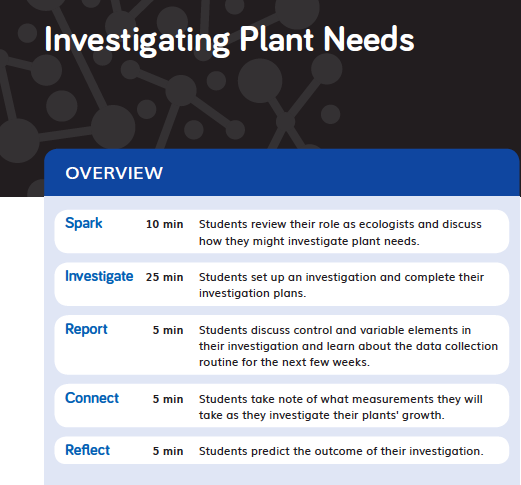 Investigating Plant Needs
OVERVIEW
Spark 10 min Students review their role as ecologists and discuss
how they might investigate plant needs.
Investigate 25 min Students set up an investigation and complete their
investigation plans.
Report 5 min Students discuss control and variable elements in
their investigation and learn about the data collection
routine for the next few weeks.
Connect 5 min Students take note of what measurements they will
take as they investigate their plants' growth.
Reflect 5 min Students predict the outcome of their investigation.